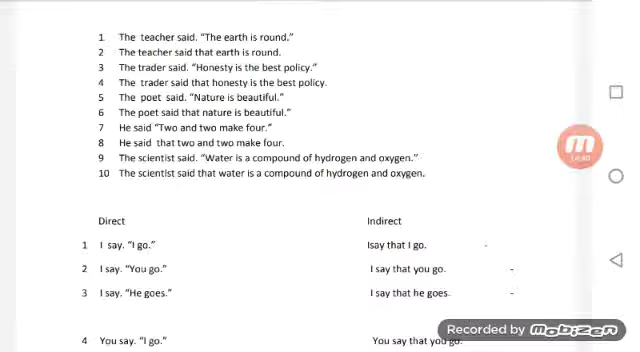 1 The teacher said. "The earth is round."
2 The teacher said that earth is round.
3 The trader said. "Honesty is the best policy."
4 The trader said that honesty is the best policy.
5 The poet said. "Nature is beautiful."
6 The poet said that nature is beautiful."
7 He said "Two and two make four."
8 He said that two and two make four.
9 The scientist said. "Water is a compound of hydrogen and oxygen."
10 The scientist said that water is a compound of hydrogen and oxygen.
Direct Indirect
1 I say. "I go." Isay that I go. -
2 I say. "You go." I say that you go. -
3 I say. "He goes." I say that he goes. -
Recorded by mobizen
4 You say. "I go." You say that you go.